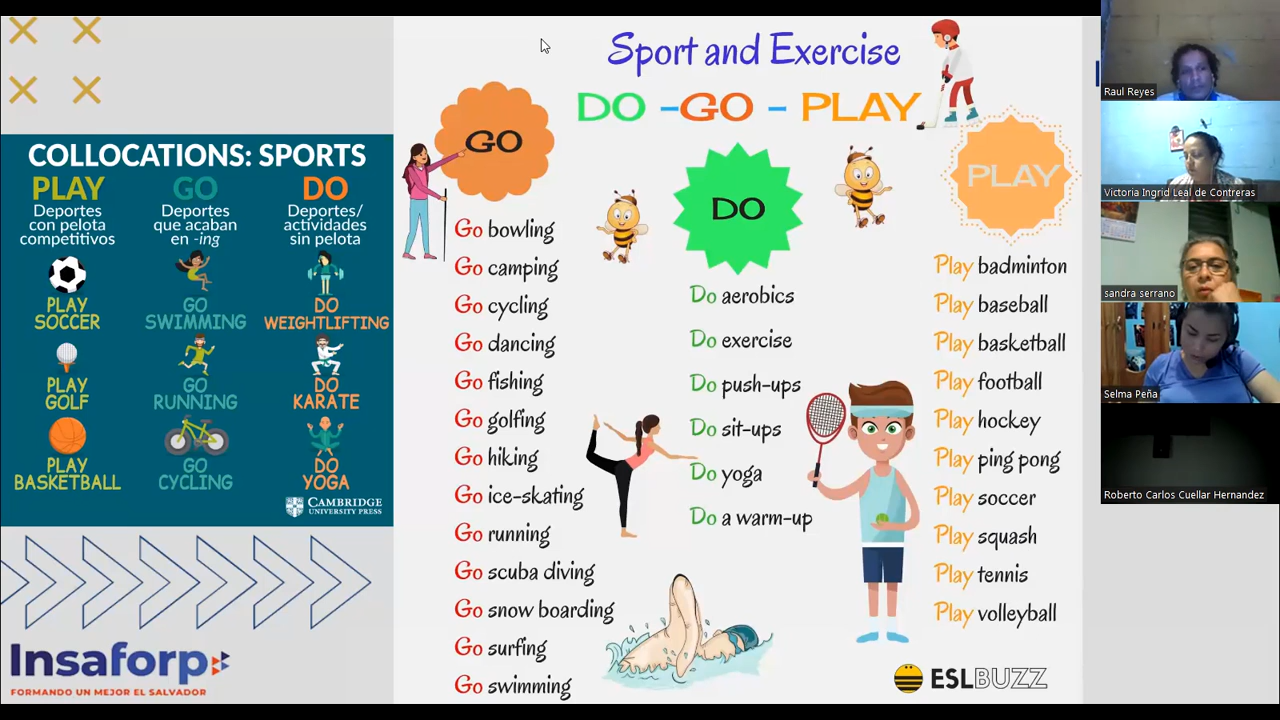 COLLOCATIONS: SPORTS
PLAY
Deportes
con pelota
competitivos
PLAY
SOCCER
PLAY
GOLF
PLAY
BASKETBALL
GO
Deportes
que acaban
en -ing
GO
SWIMMING
GO
RUNNING
GO
CYCLING
DO
Deportes/
actividades
sin pelota
DO
WEIGHTLIFTING
DO
KARATE
DO
YOGA
CAMBRIDGE
UNIVERSITY PRESS
Insaforp
FORMANDO UN MEJOR EL SALVADOR
Sport and Exercise
DO - GO - PLAY
GO
Go bowling
Go camping
Go cycling
Go dancing
Go fishing
Go golfing
Go hiking
Go ice-skating
Go running
Go scuba diving
Go snow boarding
Go surfing
Go swimming
DO
Do aerobics
Do exercise
Do push-ups
Do sit-ups
Do yoga
Do a warm-up
PLAY
Play badminton
Play baseball
Play basketball
Play football
Play hockey
Play ping pong
Play soccer
Play squash
Play tennis
Play volleyball
ESLBUZZ
Raul Reyes
Victoria Ingrid Leal de Contreras
sandra serrano
Selma Peña
Roberto Carlos Cuellar Hernandez